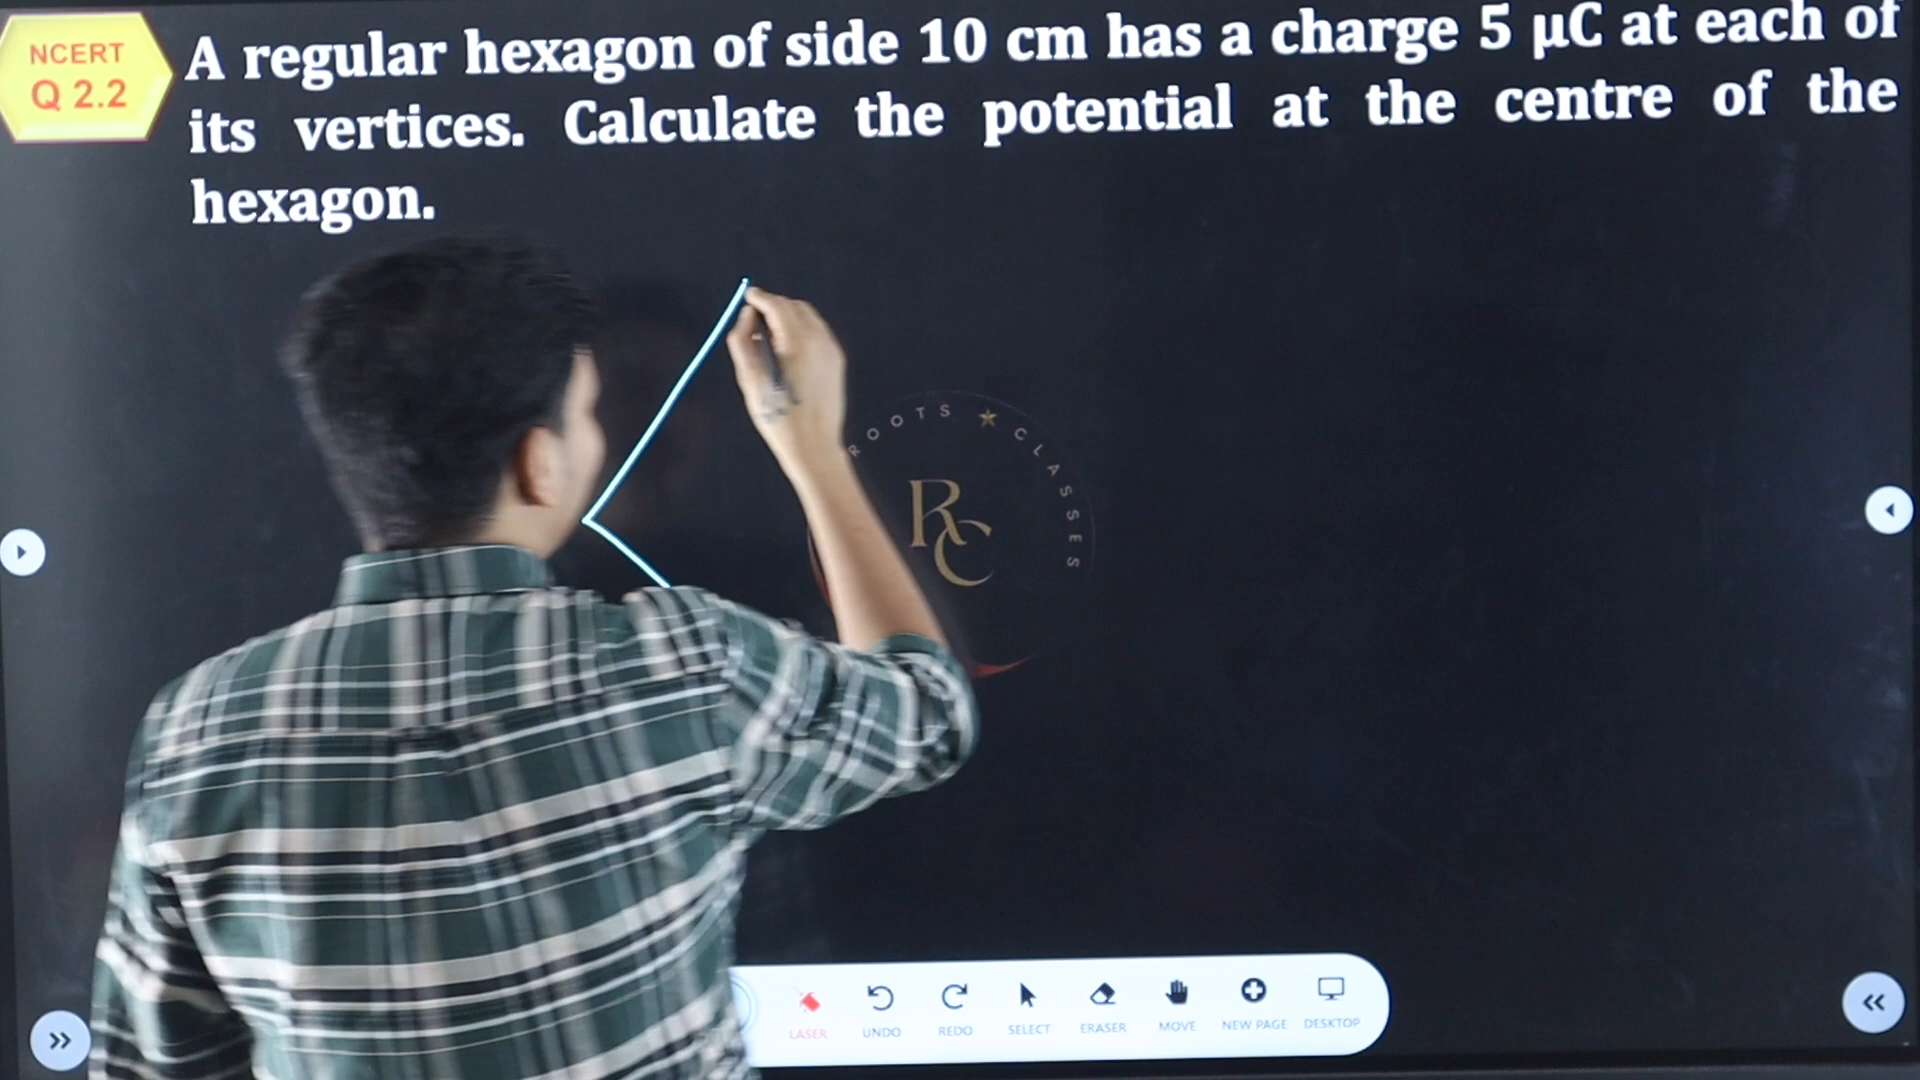 NCERT
Q 2.2
A regular hexagon of side 10 cm has a charge 5 μC at each of
its vertices. Calculate the potential at the centre of the
hexagon.
ROOTS ★ CLASSES
RC
LASER
UNDO
REDO
SELECT
ERASER
MOVE
NEW PAGE
DESKTOP